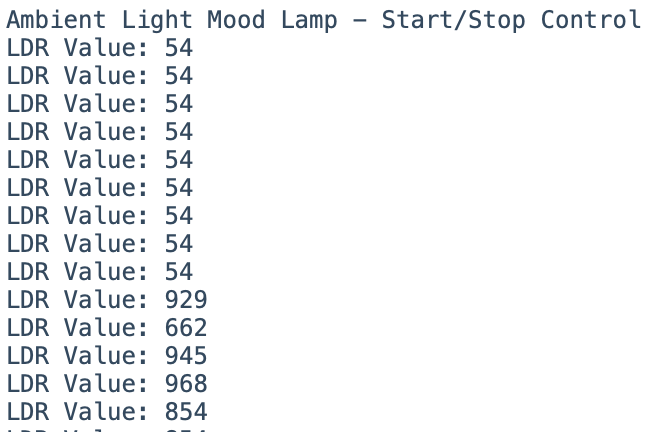 Ambient Light Mood Lamp – Start/Stop Control
LDR Value: 54
LDR Value: 54
LDR Value: 54
LDR Value: 54
LDR Value: 54
LDR Value: 54
LDR Value: 54
LDR Value: 54
LDR Value: 54
LDR Value: 929
LDR Value: 662
LDR Value: 945
LDR Value: 968
LDR Value: 854